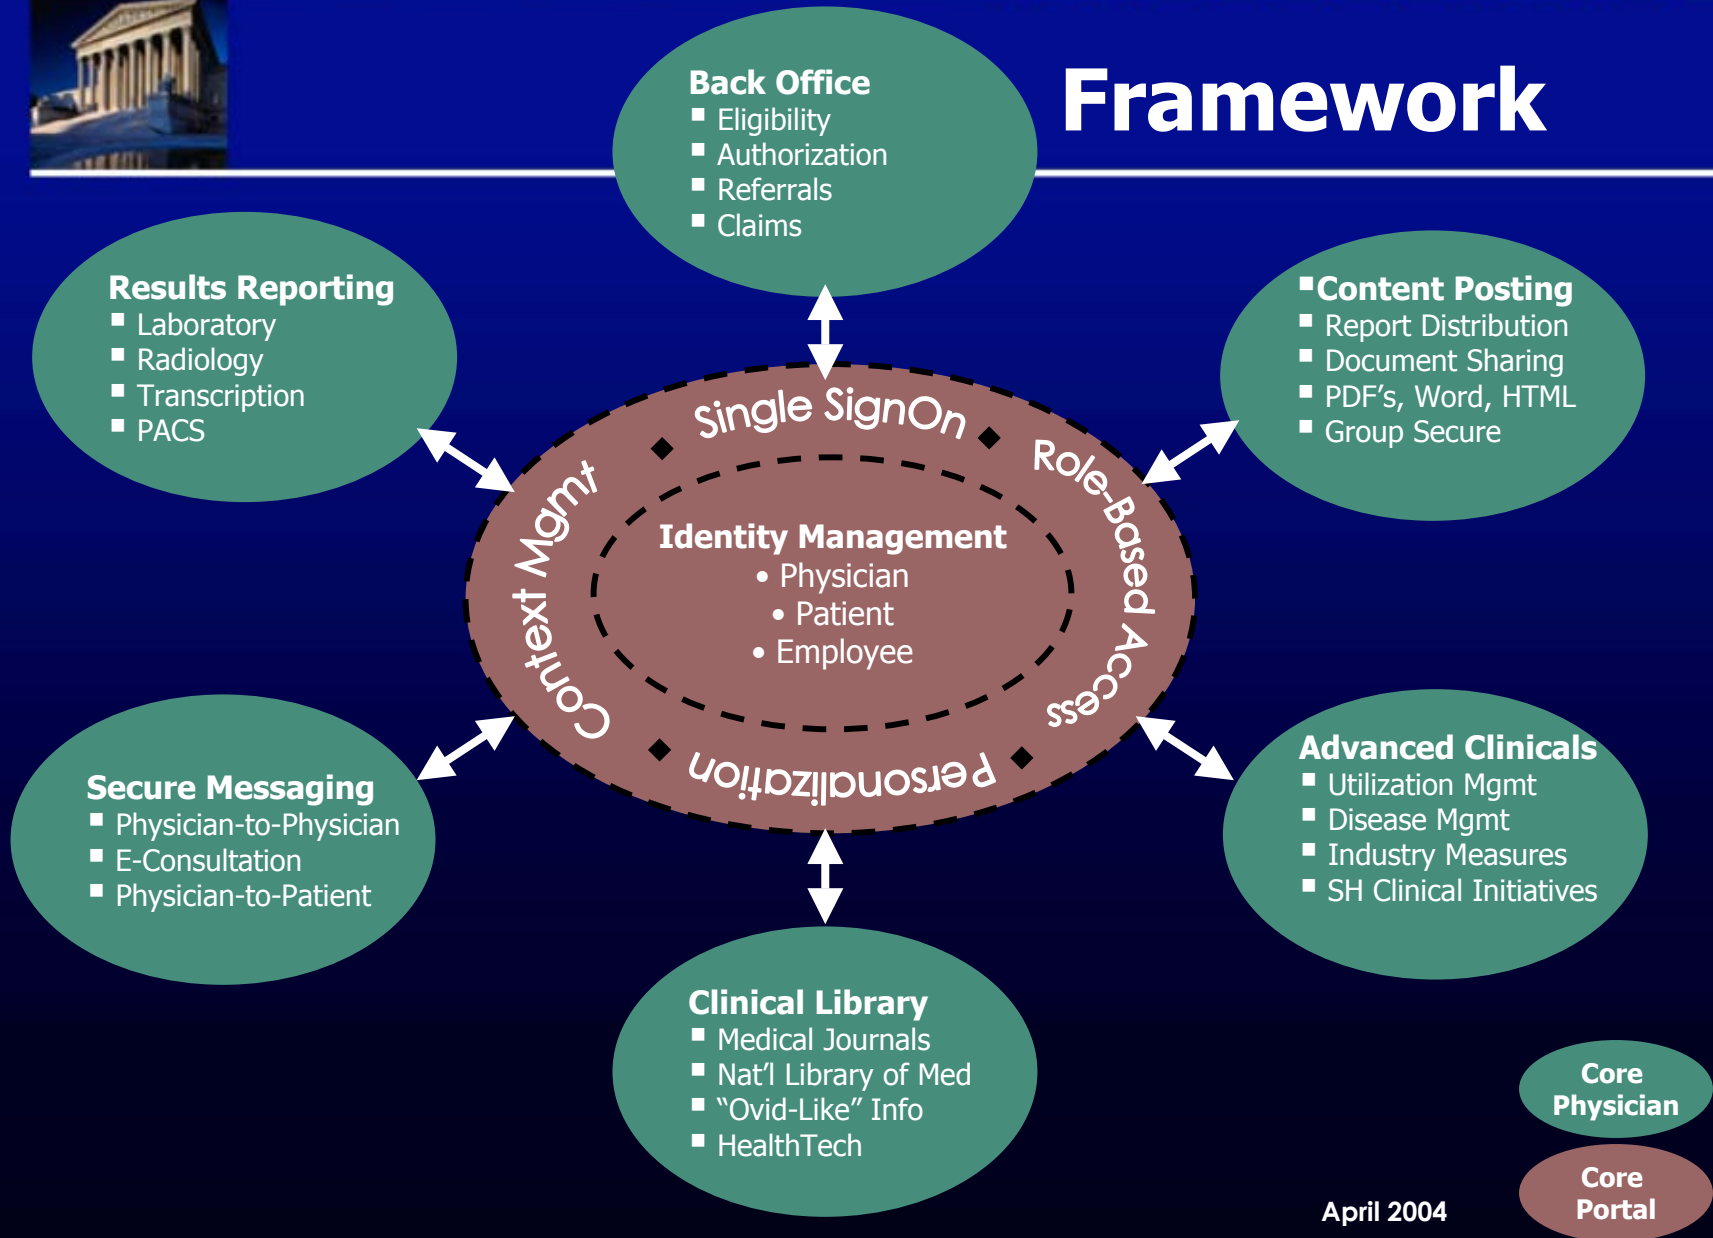 Framework
Back Office
▪ Eligibility
▪ Authorization
▪ Referrals
▪ Claims
Results Reporting
▪ Laboratory
▪ Radiology
▪ Transcription
▪ PACS
▪Content Posting
▪ Report Distribution
▪ Document Sharing
▪ PDF’s, Word, HTML
▪ Group Secure
Single SignOn
Role-Based Access
Personalization
Context Mgmt
Identity Management
• Physician
• Patient
• Employee
Secure Messaging
▪ Physician-to-Physician
▪ E-Consultation
▪ Physician-to-Patient
Advanced Clinicals
▪ Utilization Mgmt
▪ Disease Mgmt
▪ Industry Measures
▪ SH Clinical Initiatives
Clinical Library
▪ Medical Journals
▪ Nat’l Library of Med
▪ “Ovid-Like” Info
▪ HealthTech
Core
Physician
Core
Portal
April 2004